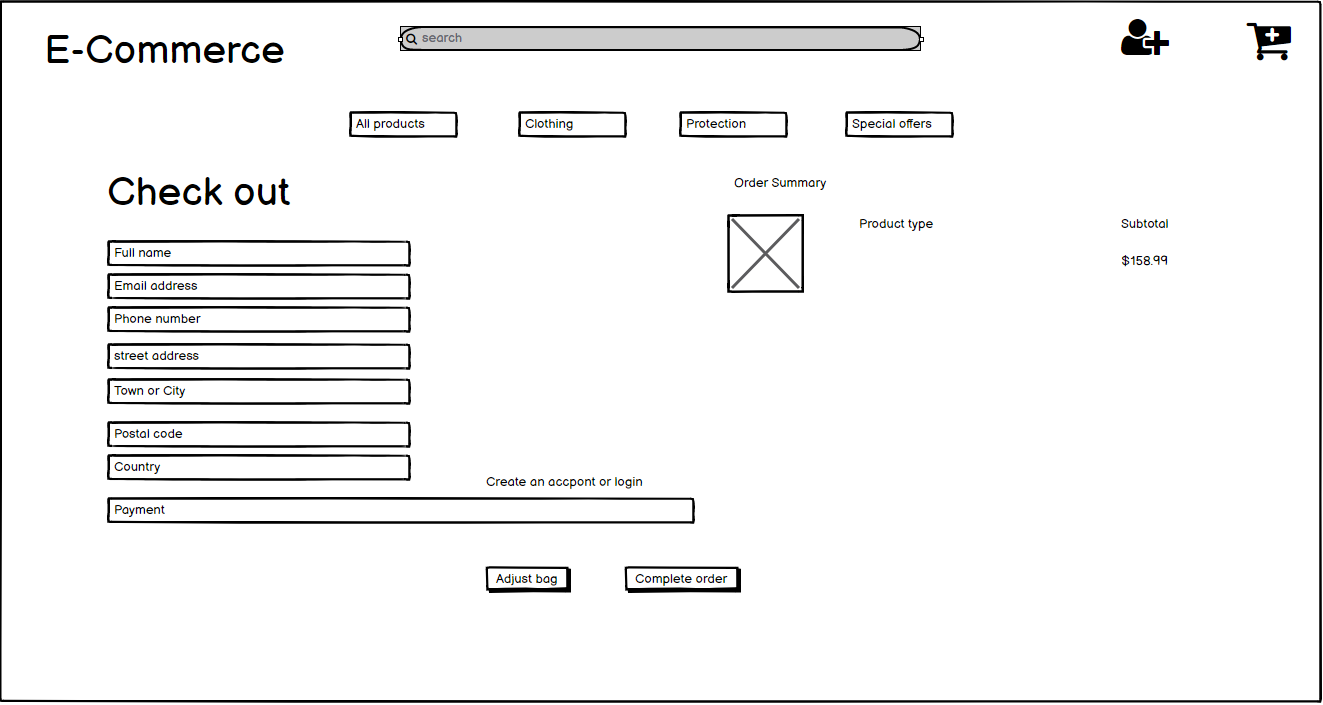 E-Commerce
search
All products
Clothing
Protection
Special offers
Check out
Order Summary
Product type
Subtotal
$158.99
Full name
Email address
Phone number
street address
Town or City
Postal code
Country
Create an accpont or login
Payment
Adjust bag
Complete order